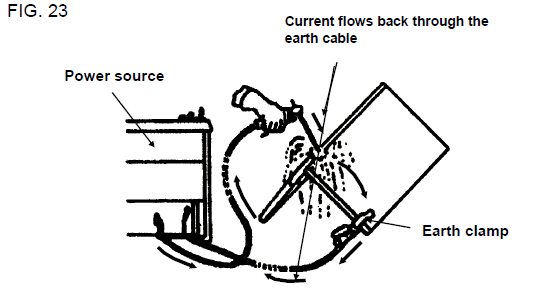 FIG. 23
Current flows back through the
earth cable
Power source
Earth clamp